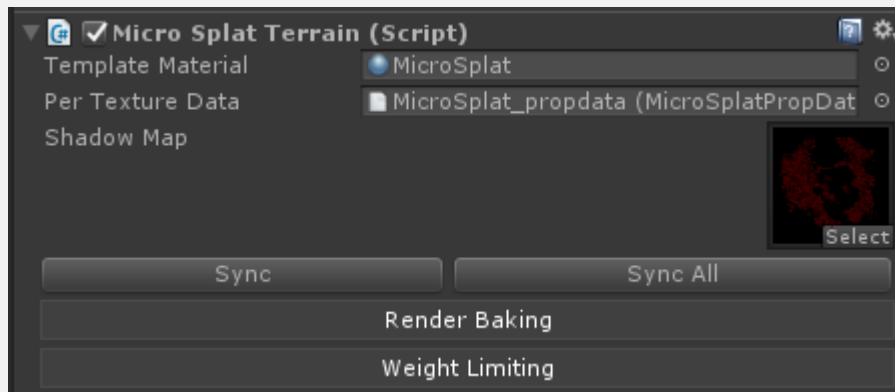 Micro Splat Terrain (Script)
Template Material MicroSplat
Per Texture Data MicroSplat_propdata (MicroSplatPropDat
Shadow Map
Select
Sync Sync All
Render Baking
Weight Limiting